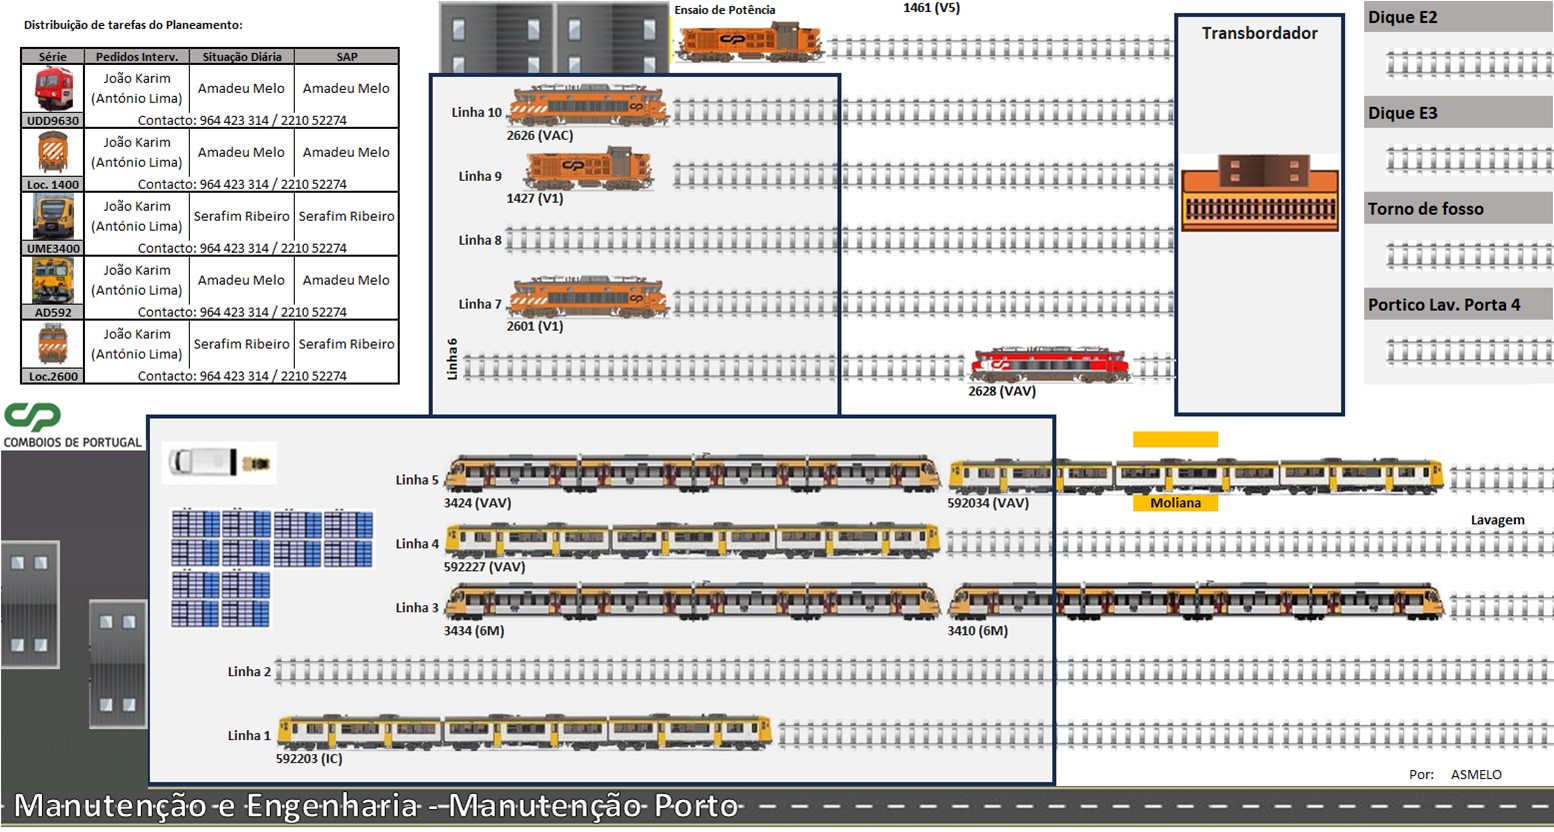 Distribuição de tarefas do Planeamento:
Série Pedidos Interv. Situação Diária SAP
João Karim
(António Lima) Amadeu Melo Amadeu Melo
UDD9630 Contacto: 964 423 314 / 2210 52274
João Karim
(António Lima) Amadeu Melo Amadeu Melo
Loc. 1400 Contacto: 964 423 314 / 2210 52274
João Karim
(António Lima) Serafim Ribeiro Serafim Ribeiro
UME3400 Contacto: 964 423 314 / 2210 52274
João Karim
(António Lima) Amadeu Melo Amadeu Melo
AD592 Contacto: 964 423 314 / 2210 52274
João Karim
(António Lima) Serafim Ribeiro Serafim Ribeiro
Loc.2600 Contacto: 964 423 314 / 2210 52274
CP
COMBOIOS DE PORTUGAL
Ensaio de Potência
1461 (V5)
Linha 10
2626 (VAC)
Linha 9
1427 (V1)
Linha 8
Linha 7
2601 (V1)
Linha 6
2628 (VAV)
Transbordador
Dique E2
Dique E3
Torno de fosso
Portico Lav. Porta 4
Linha 5
3424 (VAV)
592034 (VAV)
Moliana
Lavagem
Linha 4
592227 (VAV)
Linha 3
3434 (6M)
3410 (6M)
Linha 2
Linha 1
592203 (IC)
Por: ASMELO
Manutenção e Engenharia - Manutenção Porto